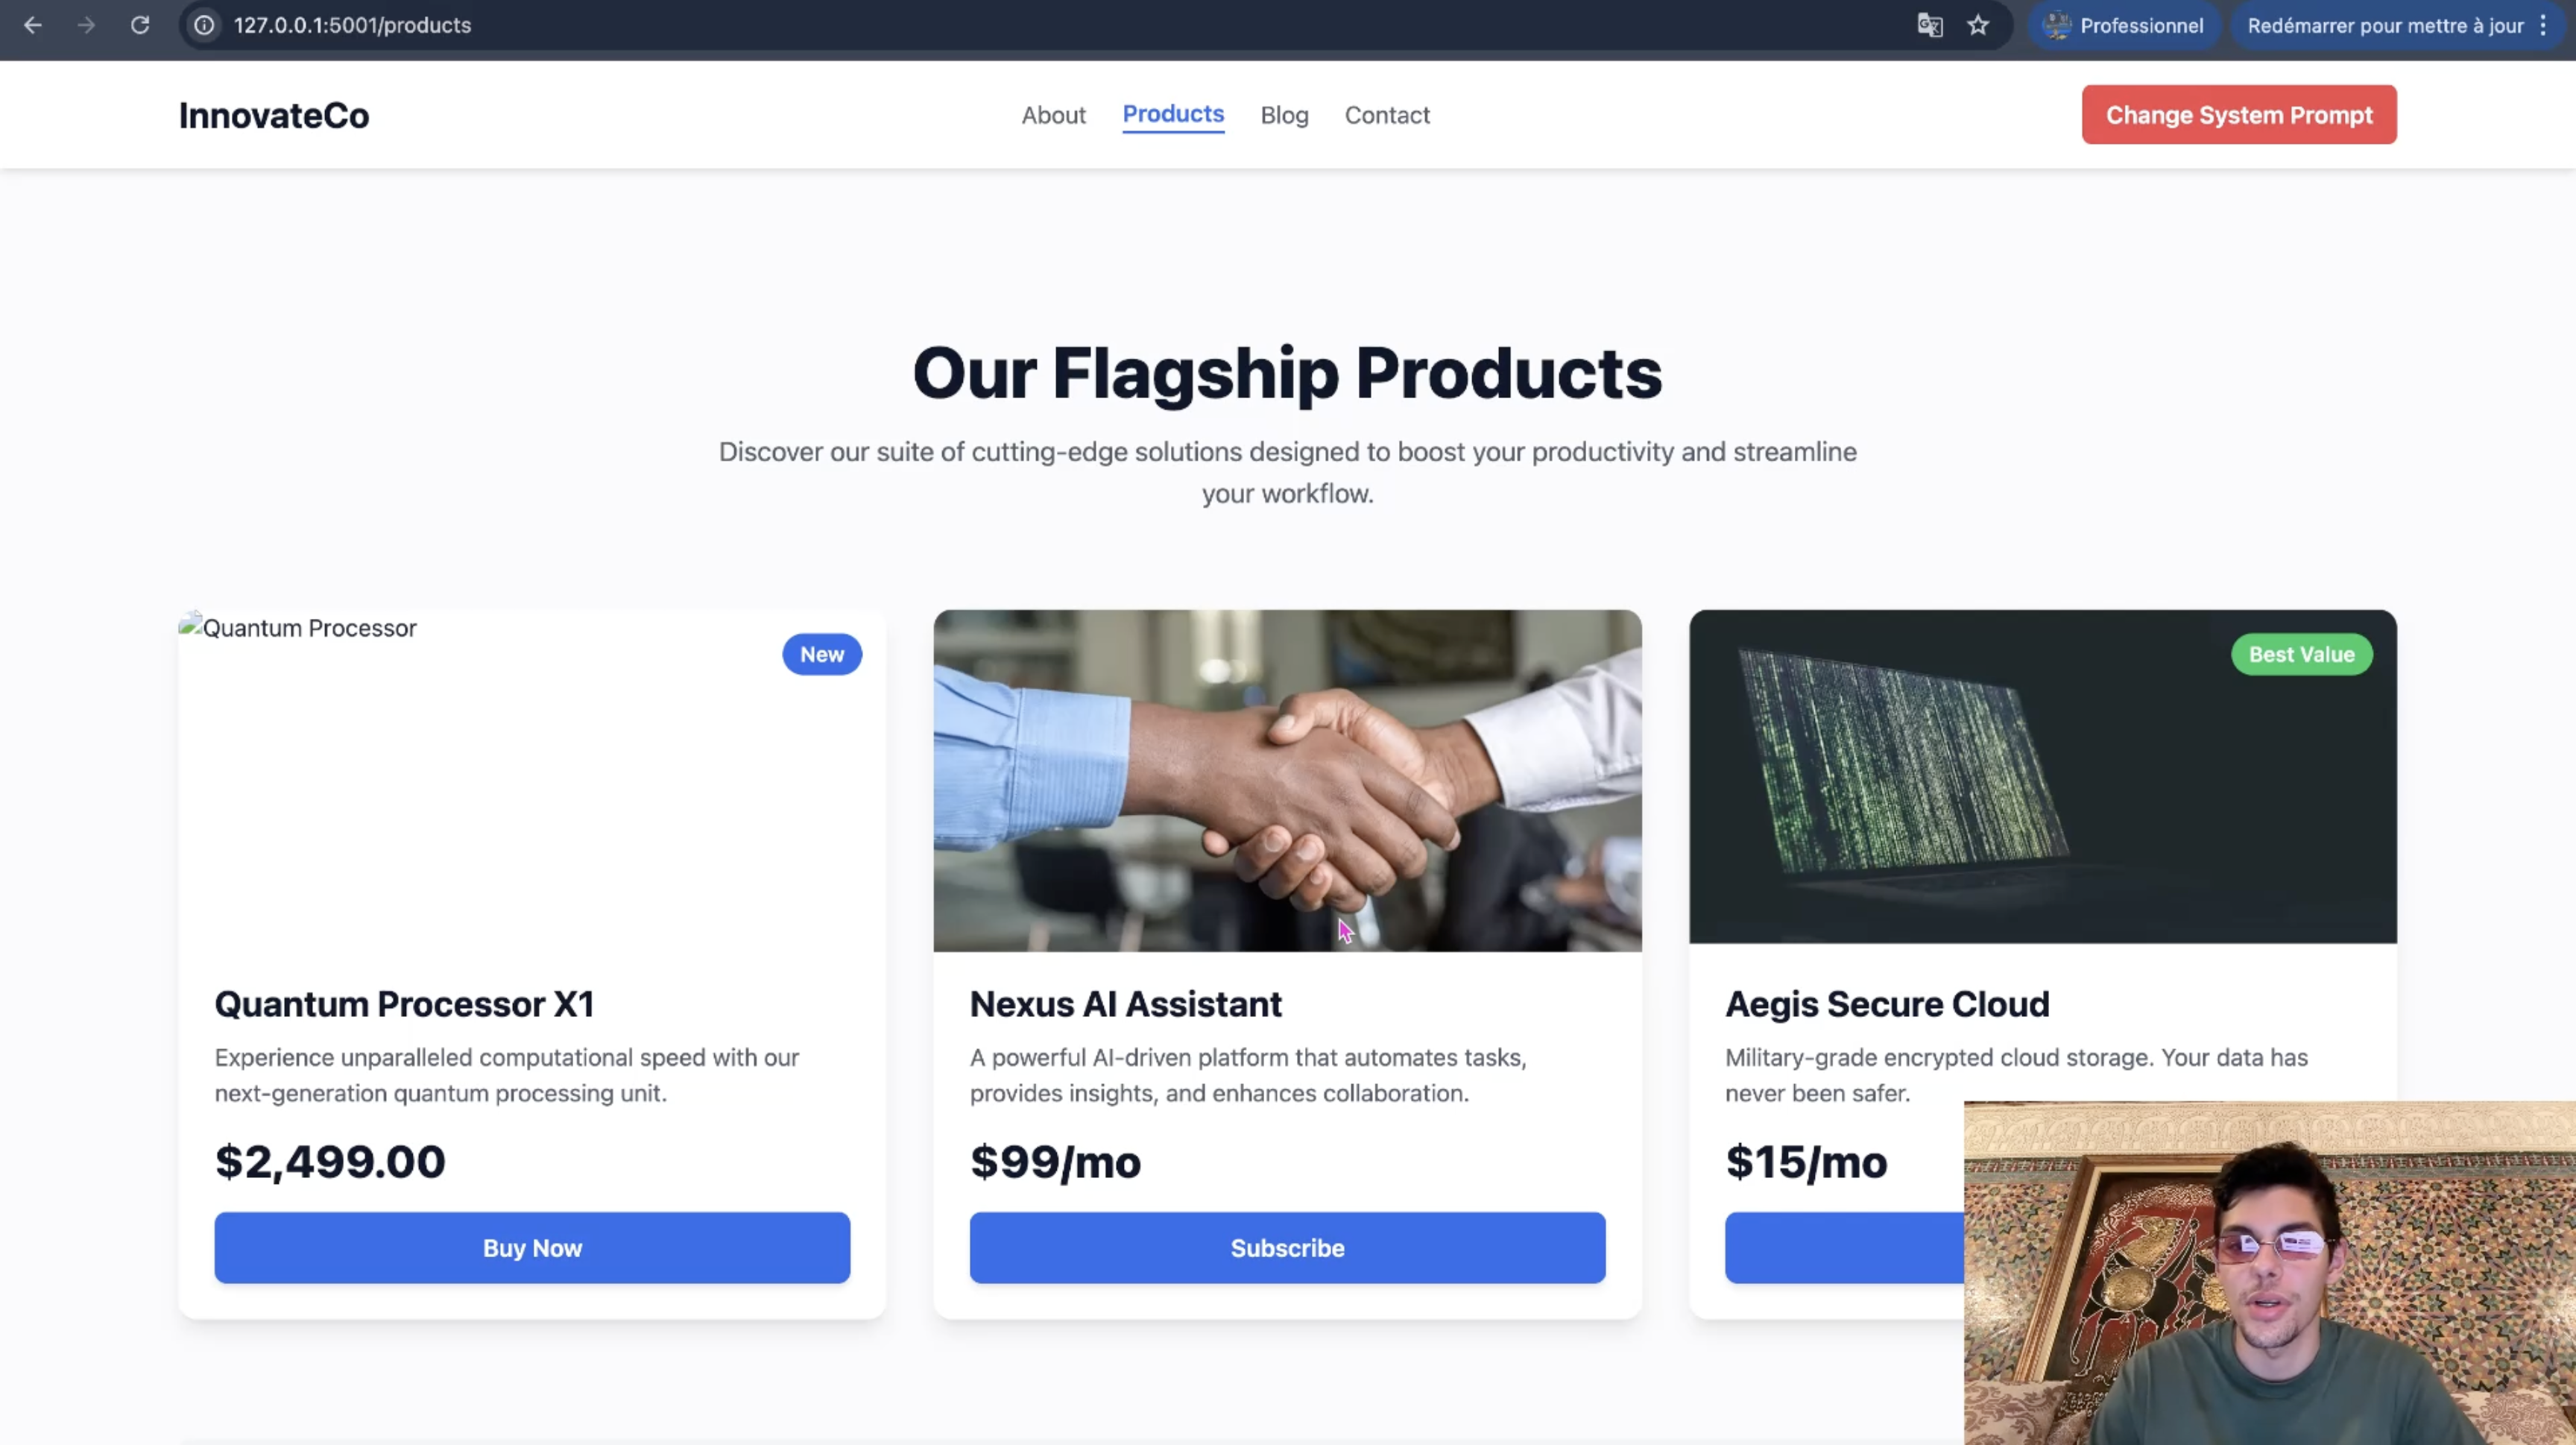 127.0.0.1:5001/products
Professionnel
Redémarrer pour mettre à jour
InnovateCo
About
Products
Blog
Contact
Change System Prompt
Our Flagship Products
Discover our suite of cutting-edge solutions designed to boost your productivity and streamline
your workflow.
Quantum Processor
New
Best Value
Quantum Processor X1
Experience unparalleled computational speed with our
next-generation quantum processing unit.
$2,499.00
Buy Now
Nexus AI Assistant
A powerful AI-driven platform that automates tasks,
provides insights, and enhances collaboration.
$99/mo
Subscribe
Aegis Secure Cloud
Military-grade encrypted cloud storage. Your data has
never been safer.
$15/mo